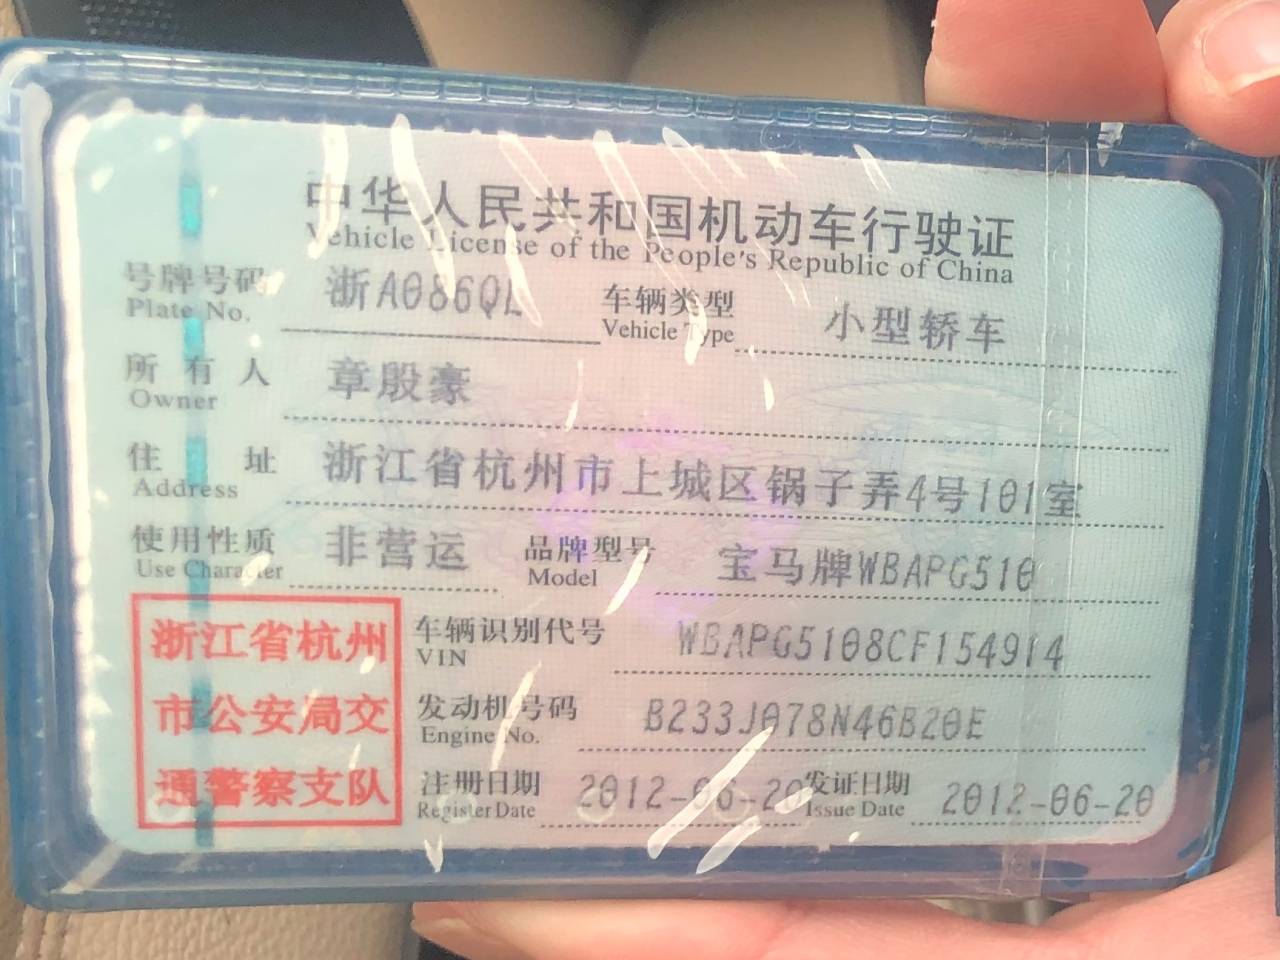 中华人民共和国机动车行驶证
Vehicle License of the People's Republic of China
号牌号码 浙A086QL 车辆类型 小型轿车
Plate No. Vehicle Type
所有人 章殷豪
Owner
住址 浙江省杭州市上城区锅子弄4号101室
Address
使用性质 非营运 品牌型号 宝马牌WBAPG510
Use Character Model
浙江省杭州 车辆识别代号 WBAPG5108CF154914
VIN
市公安局交 发动机号码 B233J078N46B20E
Engine No.
通警察支队 注册日期 2012-06-20 发证日期 2012-06-20
Register Date Issue Date